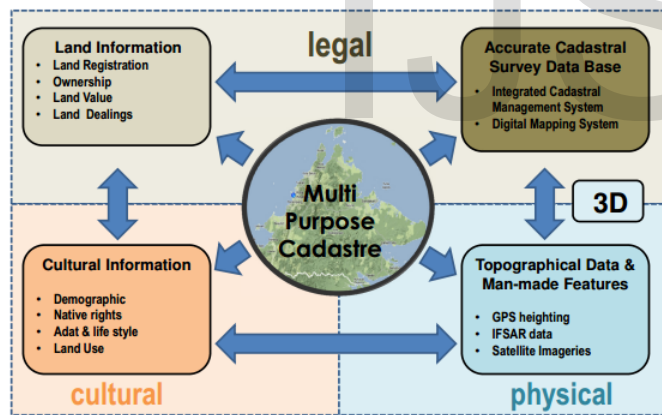 Land Information
• Land Registration
• Ownership
• Land Value
• Land Dealings
legal
Accurate Cadastral
Survey Data Base
• Integrated Cadastral
Management System
• Digital Mapping System
Multi
Purpose
Cadastre
3D
Cultural Information
• Demographic
• Native rights
• Adat & life style
• Land Use
Topographical Data &
Man-made Features
• GPS heighting
• IFSAR data
• Satellite Imageries
cultural
physical